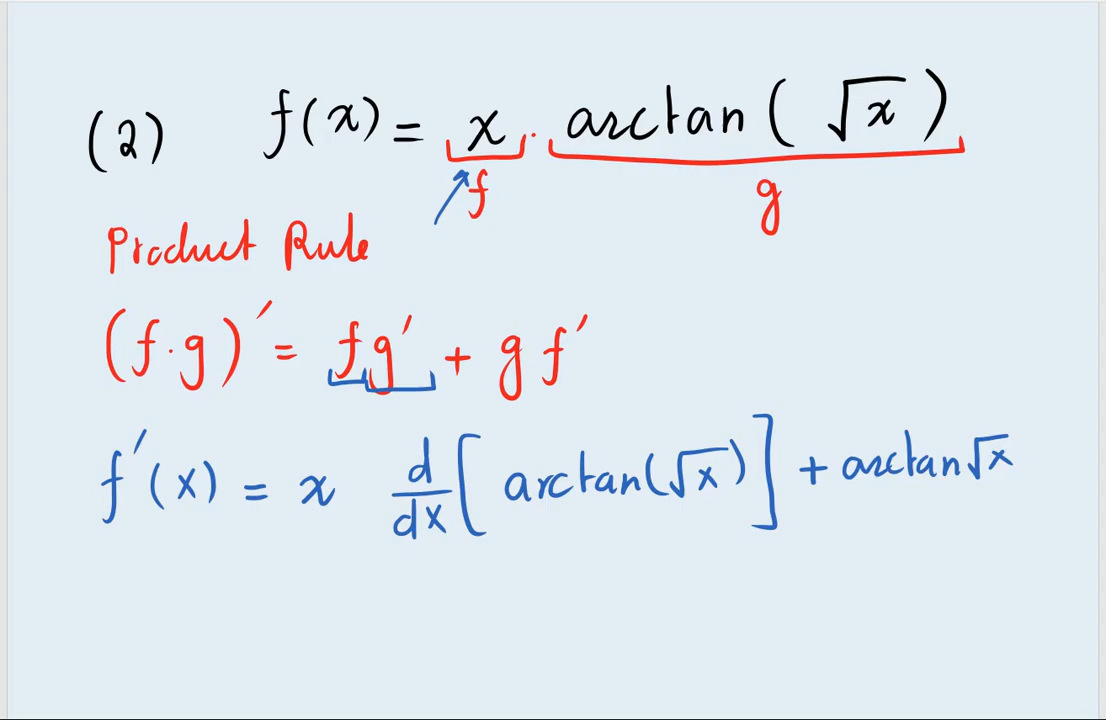 (2) f(x) = x · arctan(√x)
f g
Product Rule
(f·g)′ = fg′ + gf′
f′(x) = x d/dx [arctan(√x)] + arctan√x